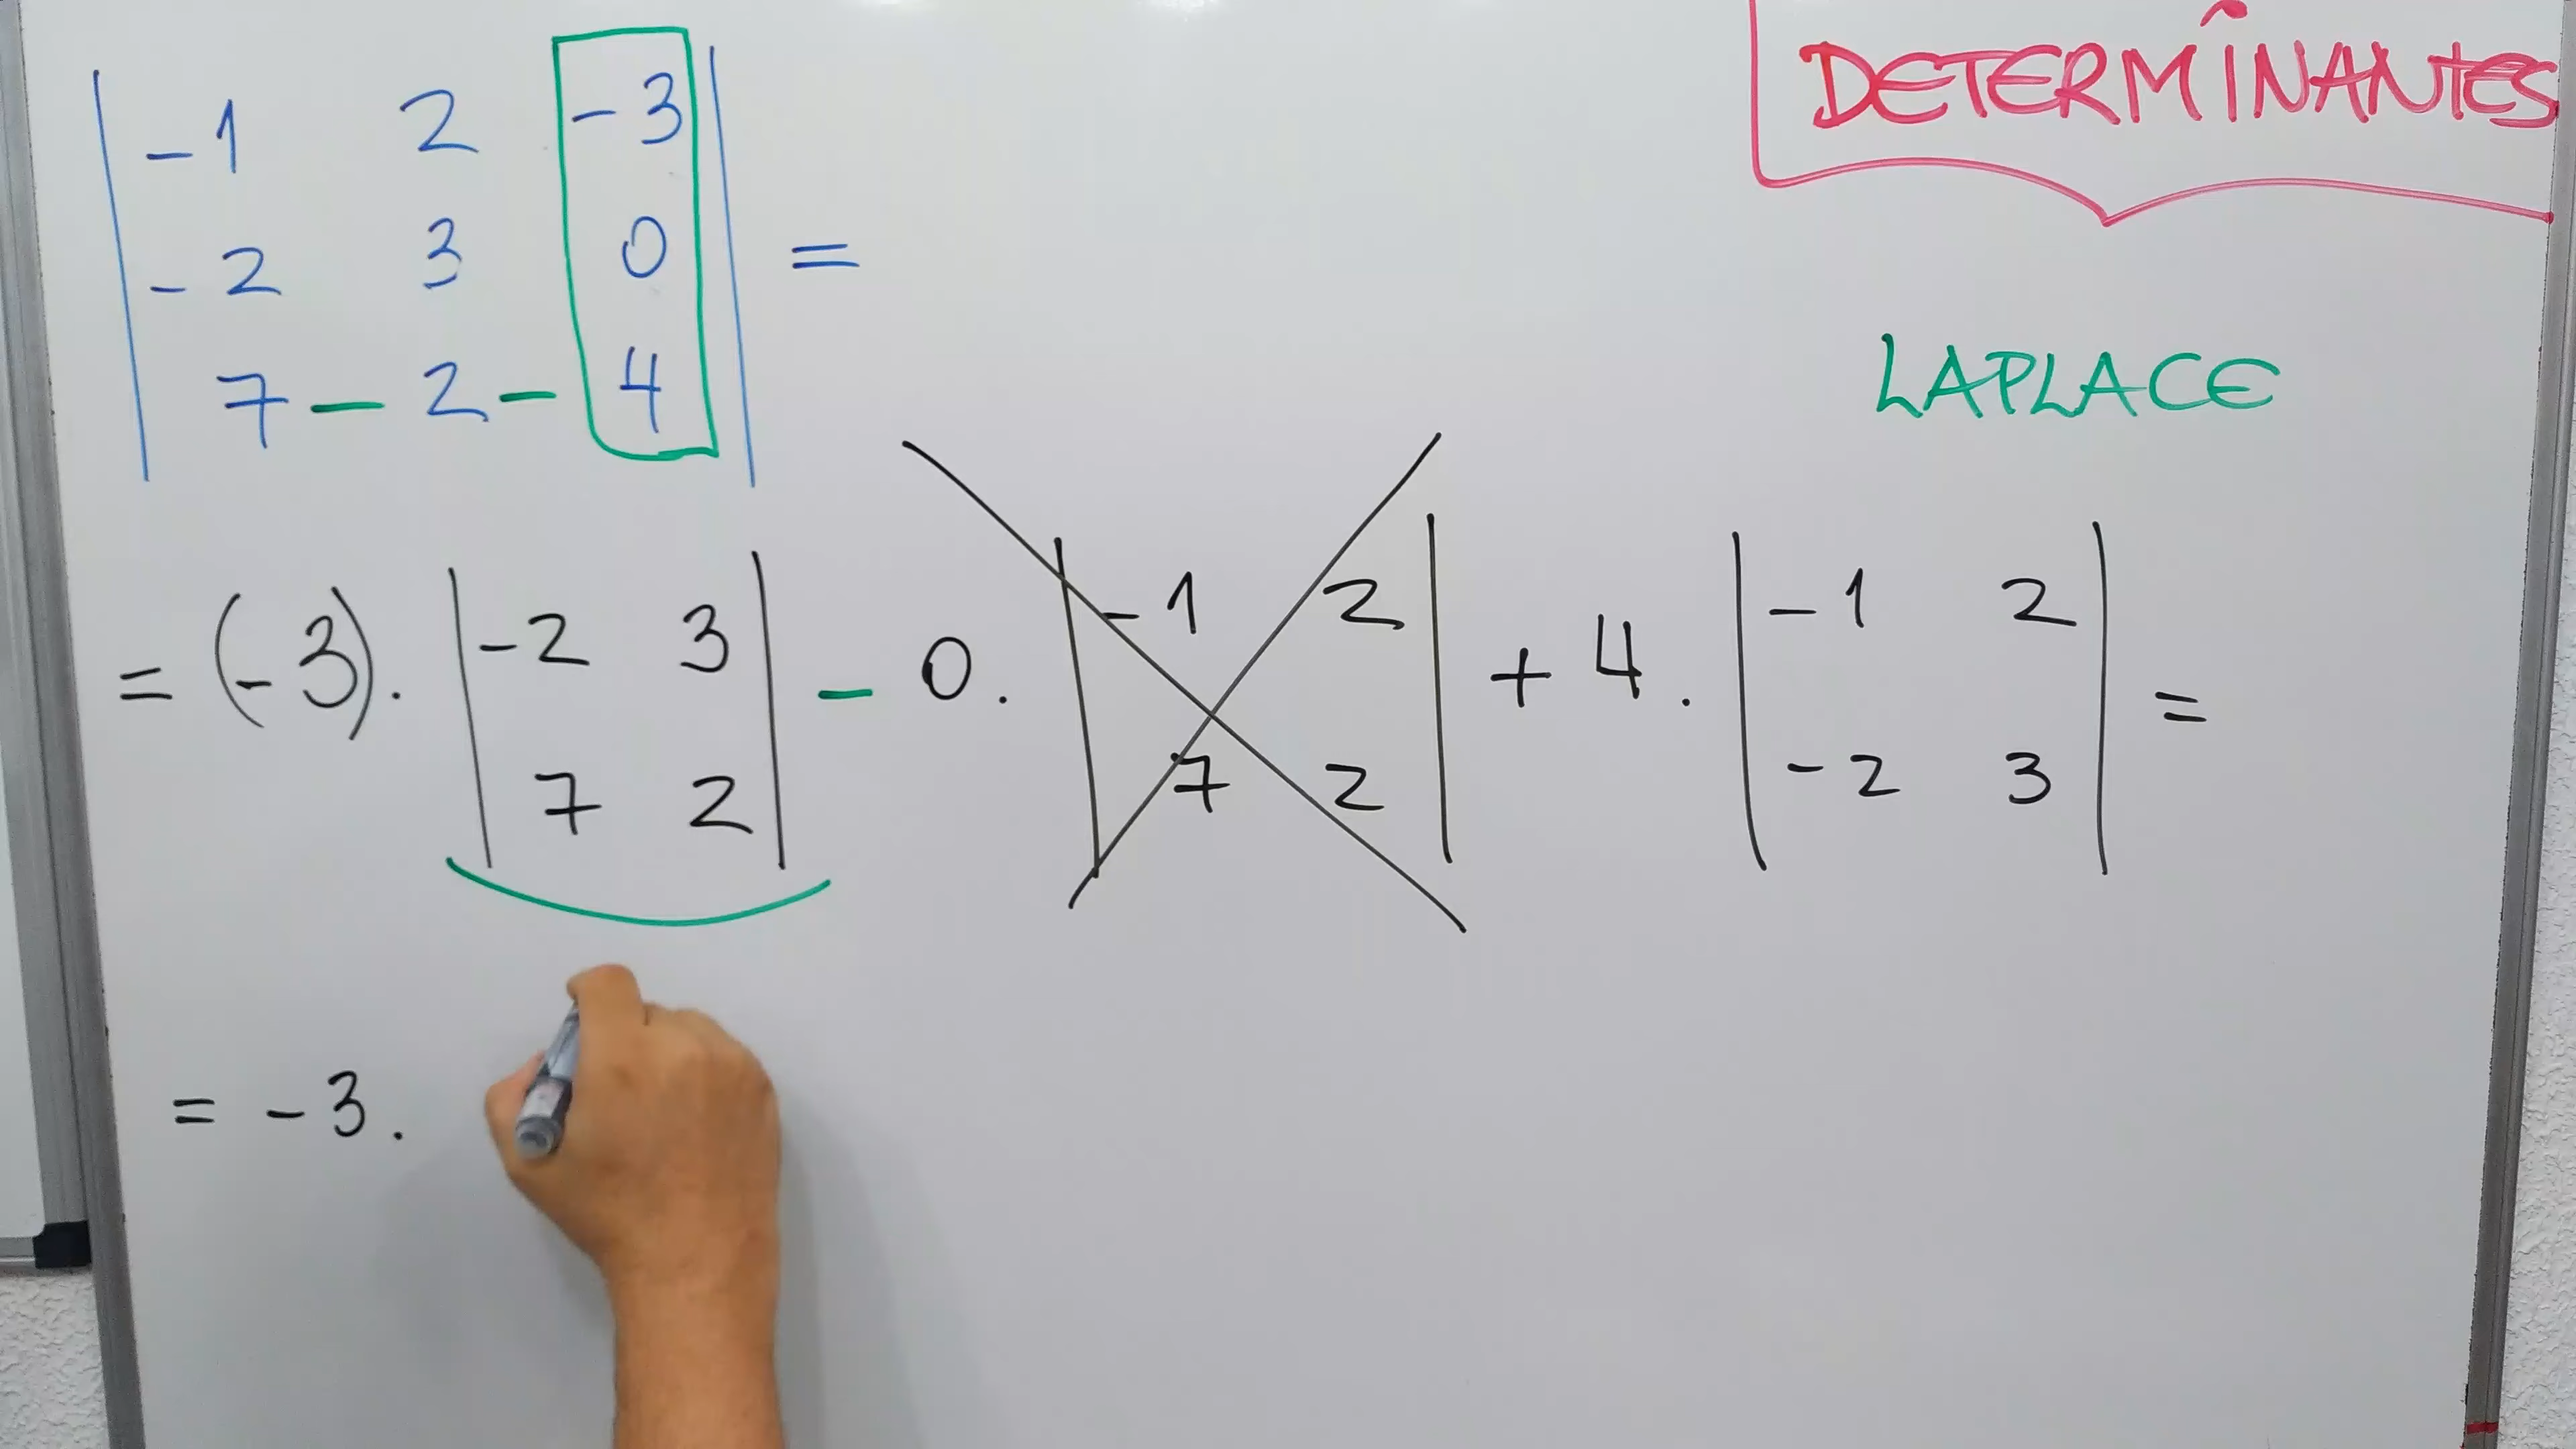 DETERMINANTES
LAPLACE
| -1 2 -3 |
| -2 3 0 | =
| 7 - 2 - 4 |
= (-3) . | -2 3 | - 0 . | -1 2 | + 4 . | -1 2 | =
| 7 2 | | 7 2 | | -2 3 |
= -3 .